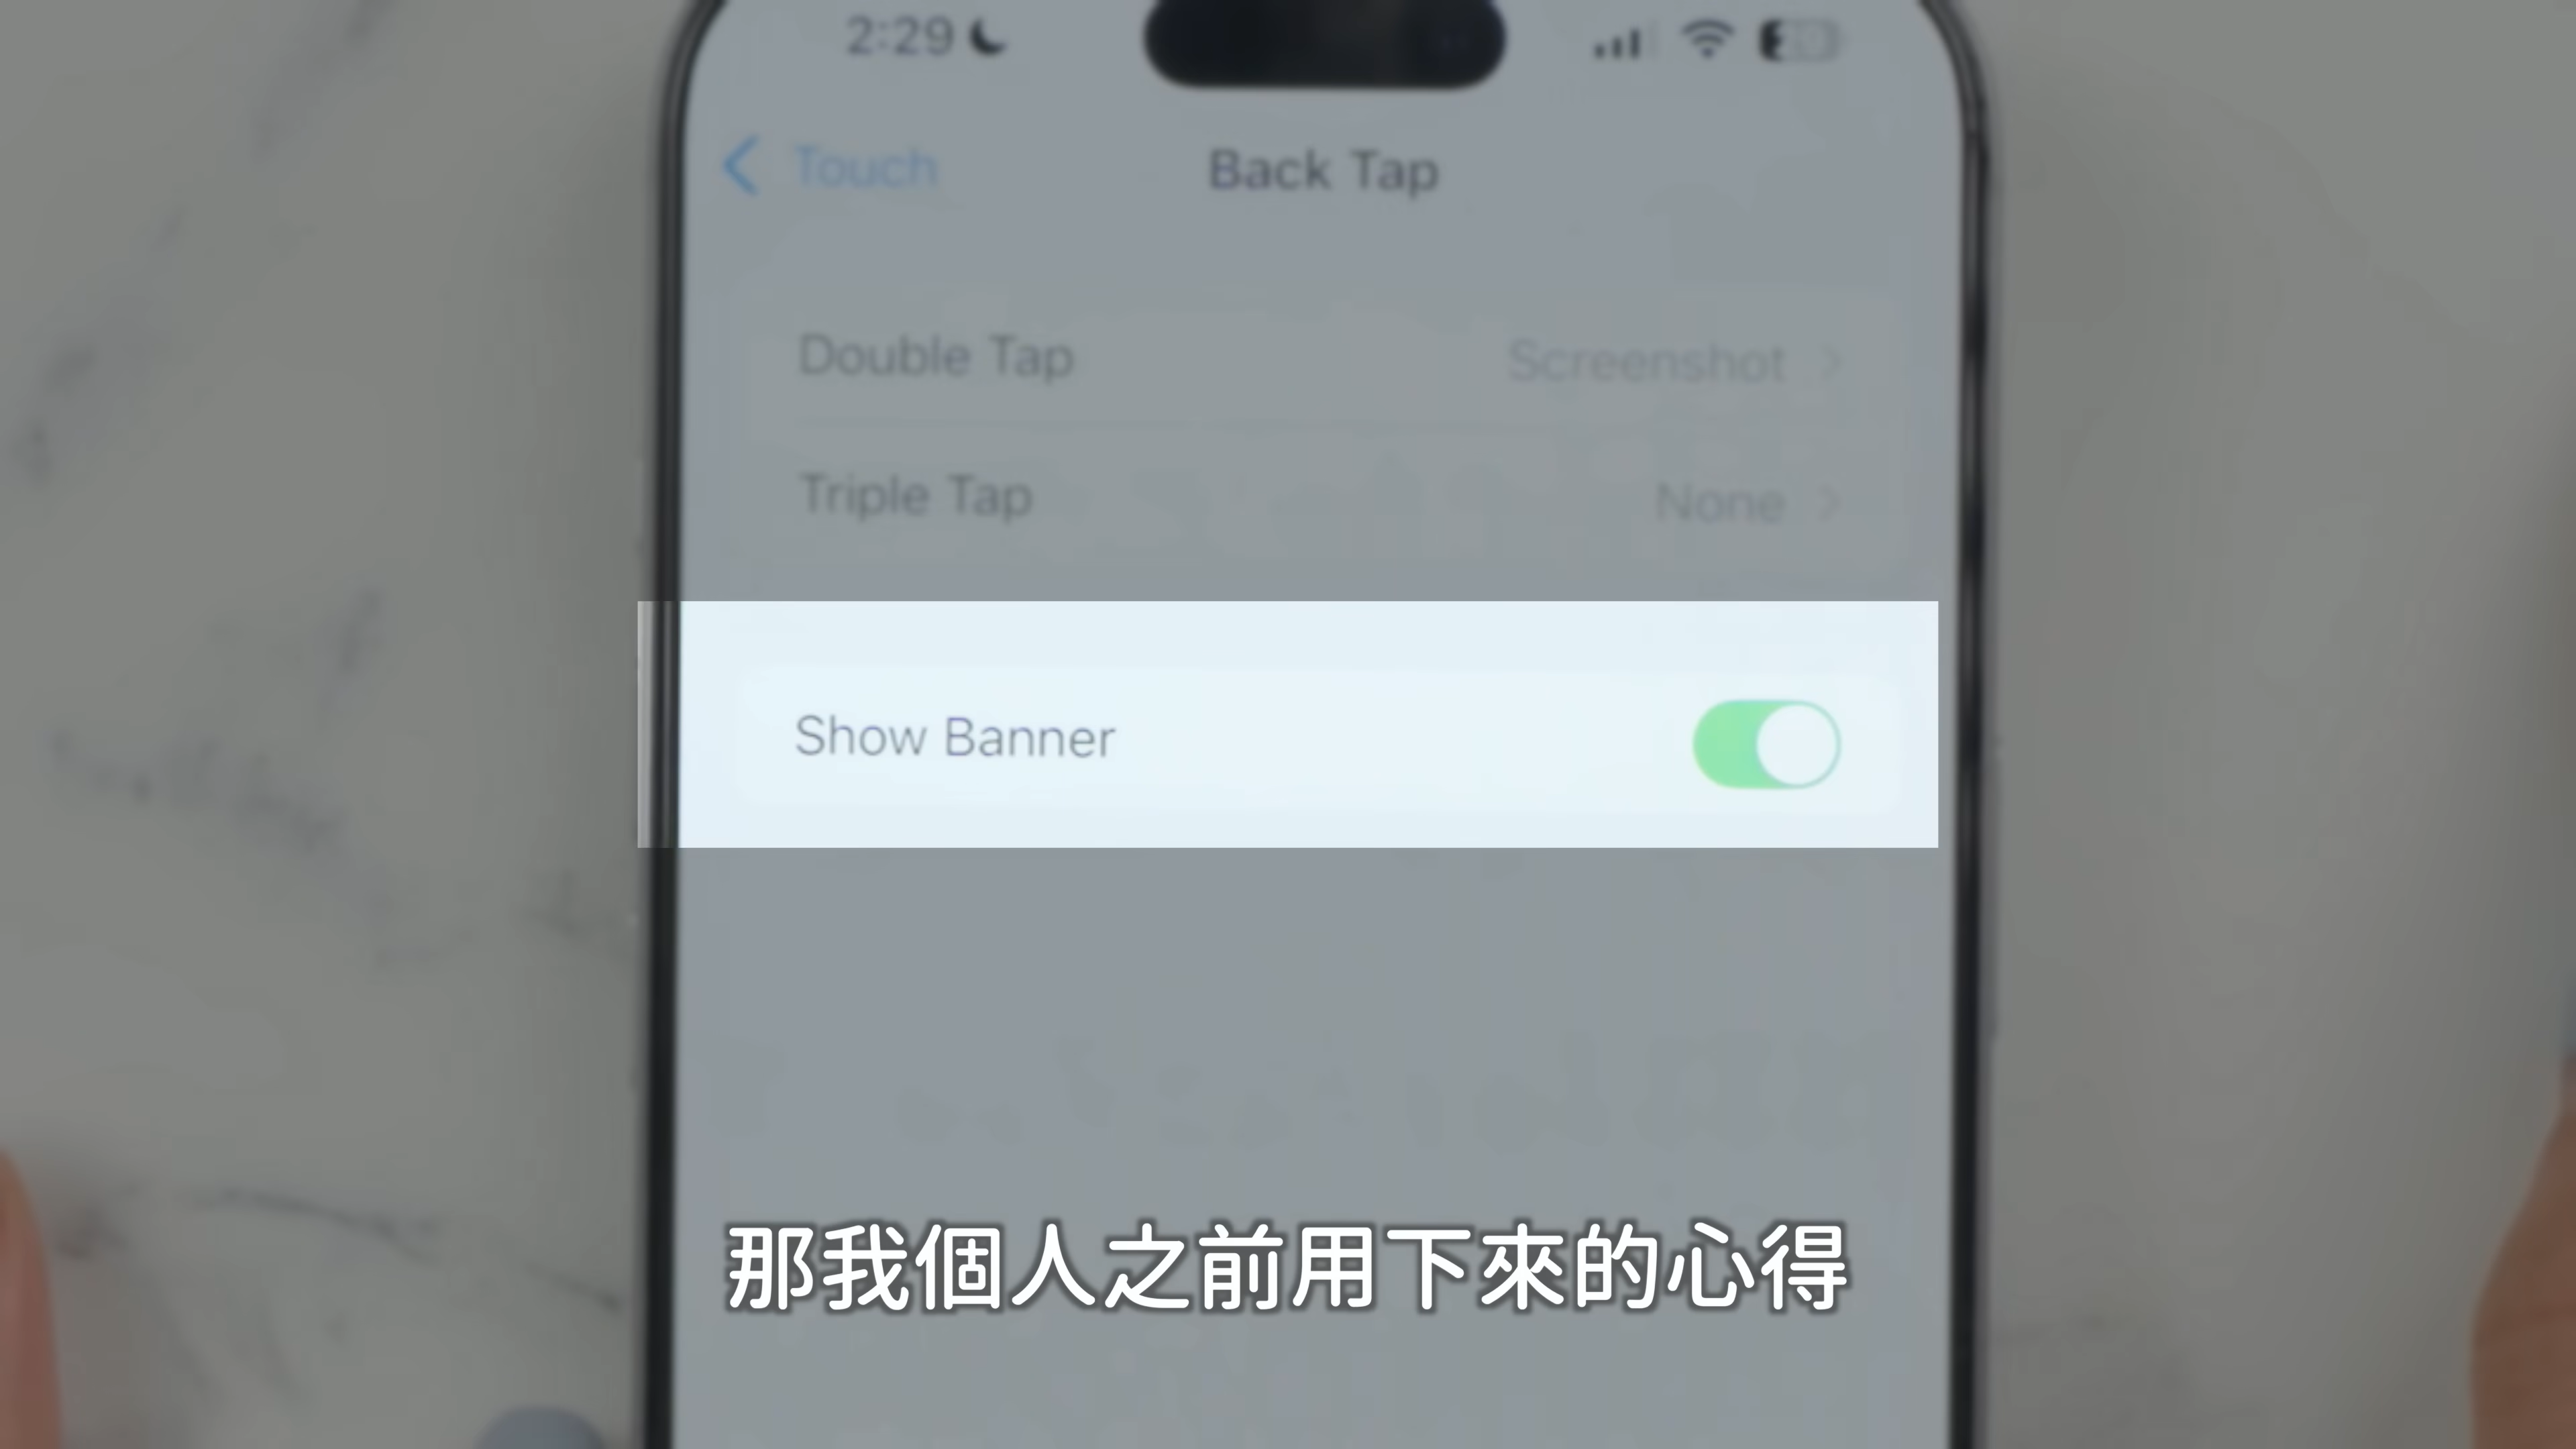 2:29
Touch
Back Tap
Double Tap
Screenshot
Triple Tap
None
Show Banner
那我個人之前用下來的心得